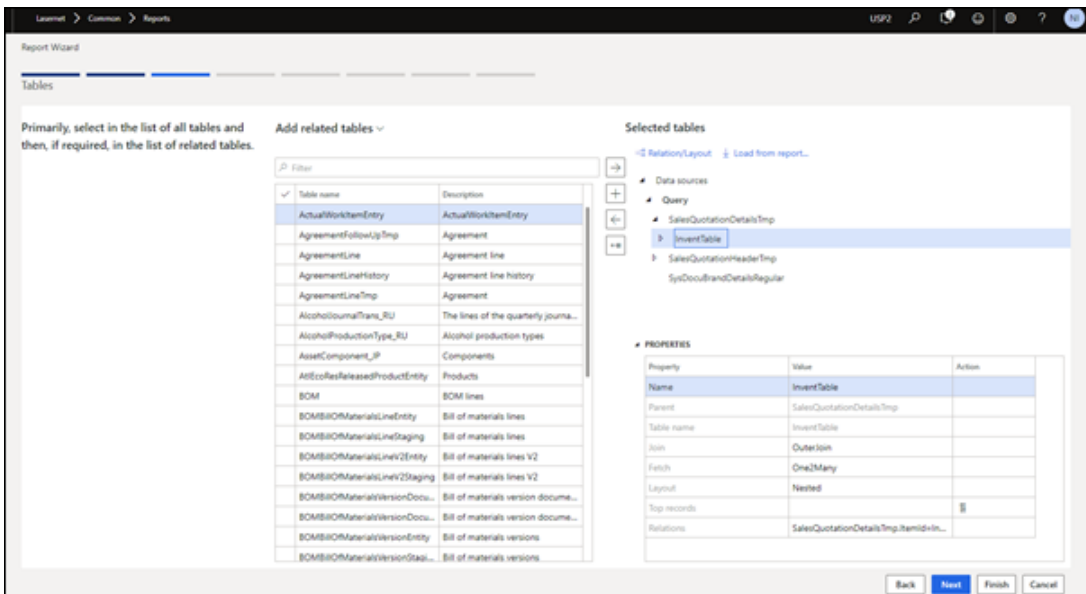 Lasernet > Common > Reports
USP2
?
NI
Report Wizard
Tables
Primarily, select in the list of all tables and
then, if required, in the list of related tables.
Add related tables
Filter
Table name Description
ActualWorkItemEntry ActualWorkItemEntry
AgreementFollowUpTmp Agreement
AgreementLine Agreement line
AgreementLineHistory Agreement line history
AgreementLineTmp Agreement
AlcoholJournalTrans_RU The lines of the quarterly journa...
AlcoholProductionType_RU Alcohol production types
AssetComponent_JP Components
AtlEcoResReleasedProductEntity Products
BOM BOM lines
BOMBillOfMaterialsLineEntity Bill of materials lines
BOMBillOfMaterialsLineStaging Bill of materials lines
BOMBillOfMaterialsLineV2Entity Bill of materials lines V2
BOMBillOfMaterialsLineV2Staging Bill of materials lines V2
BOMBillOfMaterialsVersionDocu... Bill of materials version docume...
BOMBillOfMaterialsVersionDocu... Bill of materials version docume...
BOMBillOfMaterialsVersionEntity Bill of materials versions
BOMBillOfMaterialsVersionStagi... Bill of materials versions
Selected tables
Relation/Layout Load from report...
Data sources
Query
SalesQuotationDetailsTmp
InventTable
SalesQuotationHeaderTmp
SysDocuBrandDetailsRegular
PROPERTIES
Property Value Action
Name InventTable
Parent SalesQuotationDetailsTmp
Table name InventTable
Join OuterJoin
Fetch One2Many
Layout Nested
Top records
Relations SalesQuotationDetailsTmp.ItemId=In...
Back Next Finish Cancel